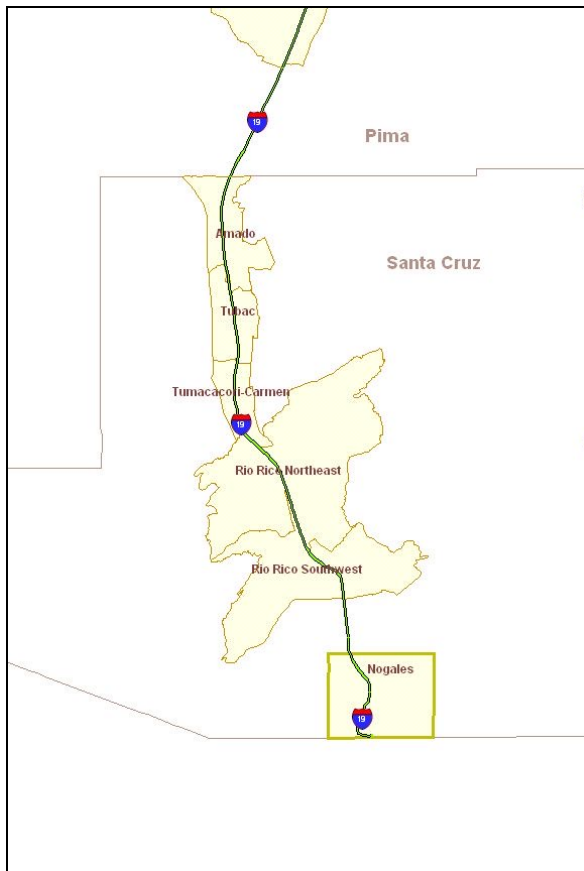 19
Pima
Amado
Santa Cruz
Tubac
Tumacacori-Carmen
19
Rio Rico Northeast
Rio Rico Southwest
Nogales
19